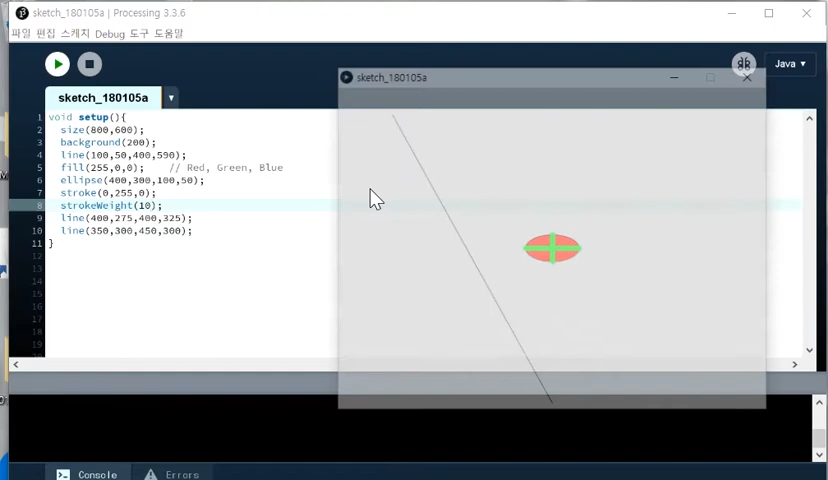 sketch_180105a | Processing 3.3.6
파일 편집 스케치 Debug 도구 도움말
Java ▼
sketch_180105a ▼
sketch_180105a
1 void setup(){
2 size(800,600);
3 background(200);
4 line(100,50,400,590);
5 fill(255,0,0); // Red, Green, Blue
6 ellipse(400,300,100,50);
7 stroke(0,255,0);
8 strokeWeight(10);
9 line(400,275,400,325);
10 line(350,300,450,300);
11 }
12
13
14
15
16
17
18
19
Console Errors